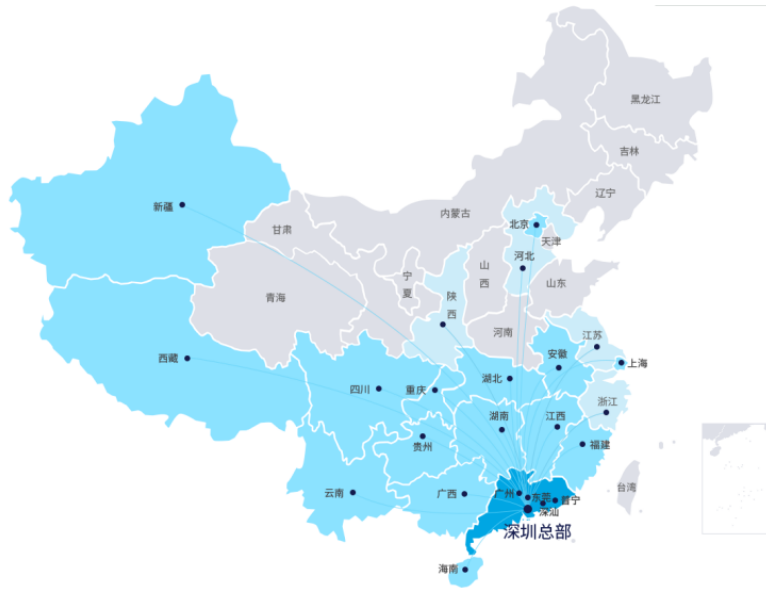 黑龙江
吉林
辽宁
新疆
内蒙古
北京
甘肃
天津
河北
宁夏
山西
山东
青海
陕西
河南
江苏
西藏
安徽
上海
四川
重庆
湖北
浙江
湖南
江西
贵州
福建
云南
广西
广州
东莞
普宁
台湾
深汕
深圳总部
海南